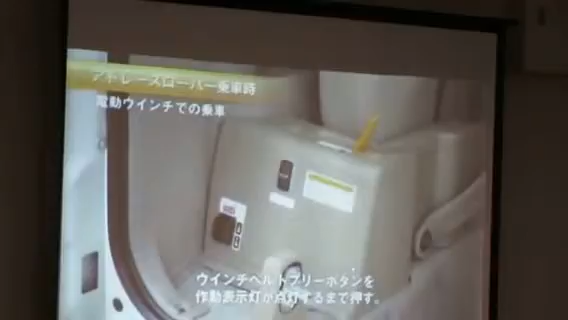 アトレースローパー乗車時
電動ウインチでの乗車
ウインチベルトフリーボタンを
作動表示灯が点灯するまで押す。